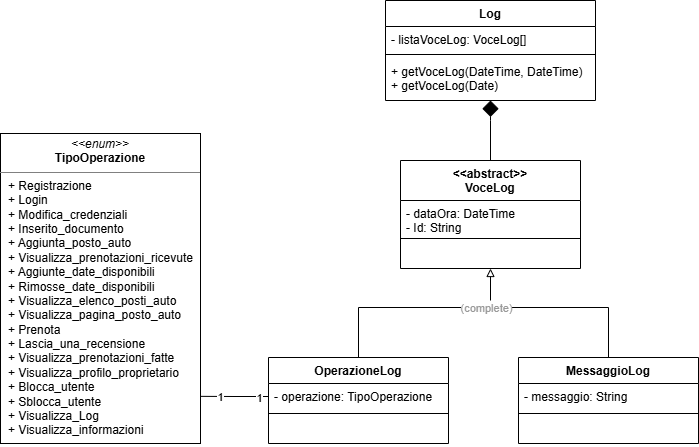 Log
- listaVoceLog: VoceLog[]
+ getVoceLog(DateTime, DateTime)
+ getVoceLog(Date)
<<enum>>
TipoOperazione
+ Registrazione
+ Login
+ Modifica_credenziali
+ Inserito_documento
+ Aggiunta_posto_auto
+ Visualizza_prenotazioni_ricevute
+ Aggiunte_date_disponibili
+ Rimosse_date_disponibili
+ Visualizza_elenco_posti_auto
+ Visualizza_pagina_posto_auto
+ Prenota
+ Lascia_una_recensione
+ Visualizza_prenotazioni_fatte
+ Visualizza_profilo_proprietario
+ Blocca_utente
+ Sblocca_utente
+ Visualizza_Log
+ Visualizza_informazioni
<<abstract>>
VoceLog
- dataOra: DateTime
- Id: String
(complete)
1
1
OperazioneLog
- operazione: TipoOperazione
MessaggioLog
- messaggio: String